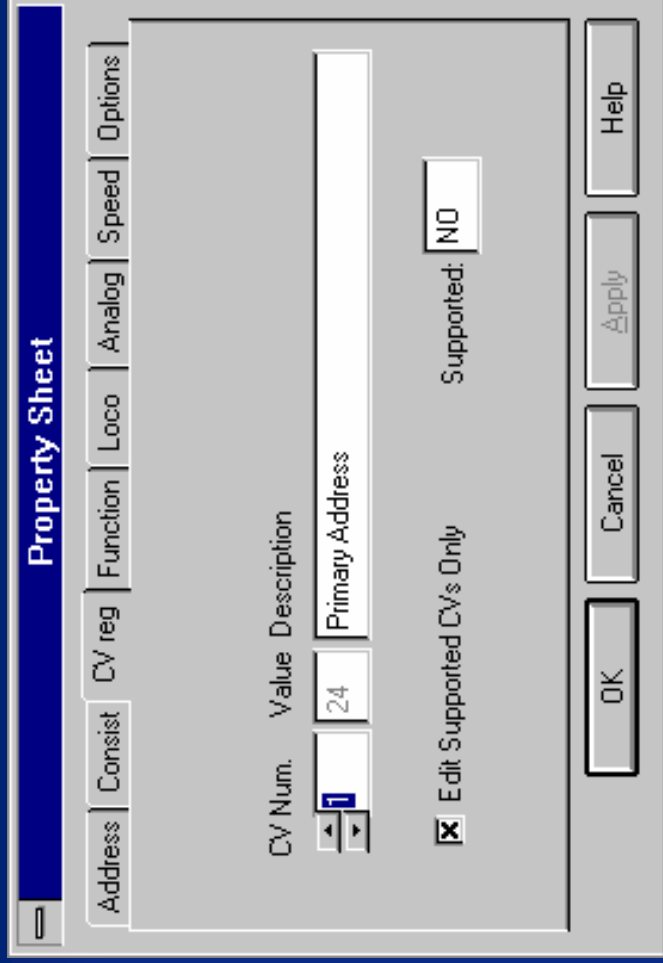 Property Sheet
Address Consist CV reg Function Loco Analog Speed Options
CV Num. Value Description
1 24 Primary Address
Edit Supported CVs Only Supported: NO
OK Cancel Apply Help